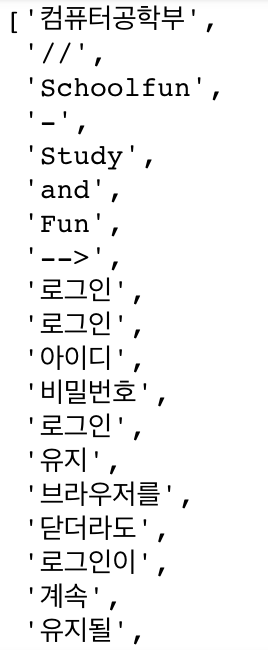 ['컴퓨터공학부',
'//',
'Schoolfun',
'-',
'Study',
'and',
'Fun',
'-->',
'로그인',
'로그인',
'아이디',
'비밀번호',
'로그인',
'유지',
'브라우저를',
'닫더라도',
'로그인이',
'계속',
'유지될',